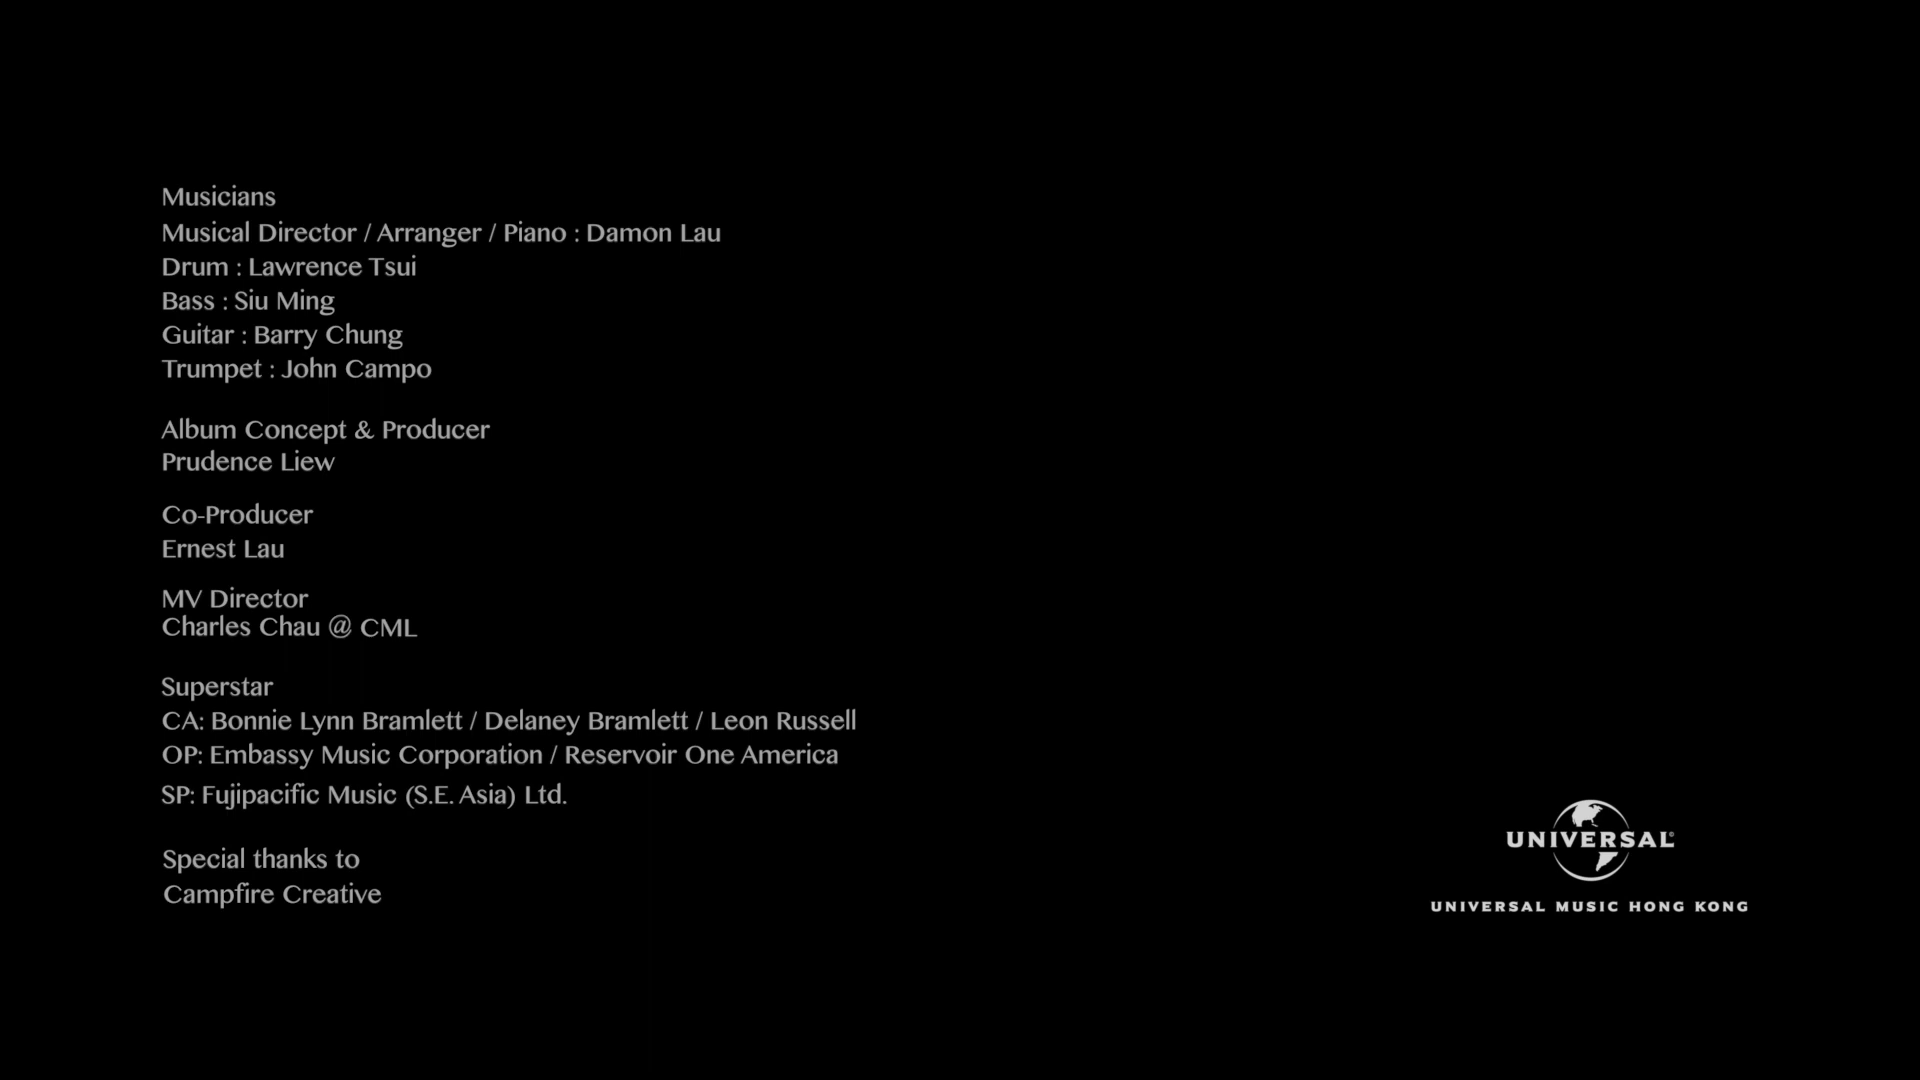 Musicians
Musical Director / Arranger / Piano : Damon Lau
Drum : Lawrence Tsui
Bass : Siu Ming
Guitar : Barry Chung
Trumpet : John Campo
Album Concept & Producer
Prudence Liew
Co-Producer
Ernest Lau
MV Director
Charles Chau @ CML
Superstar
CA: Bonnie Lynn Bramlett / Delaney Bramlett / Leon Russell
OP: Embassy Music Corporation / Reservoir One America
SP: Fujipacific Music (S.E. Asia) Ltd.
Special thanks to
Campfire Creative
UNIVERSAL®
UNIVERSAL MUSIC HONG KONG